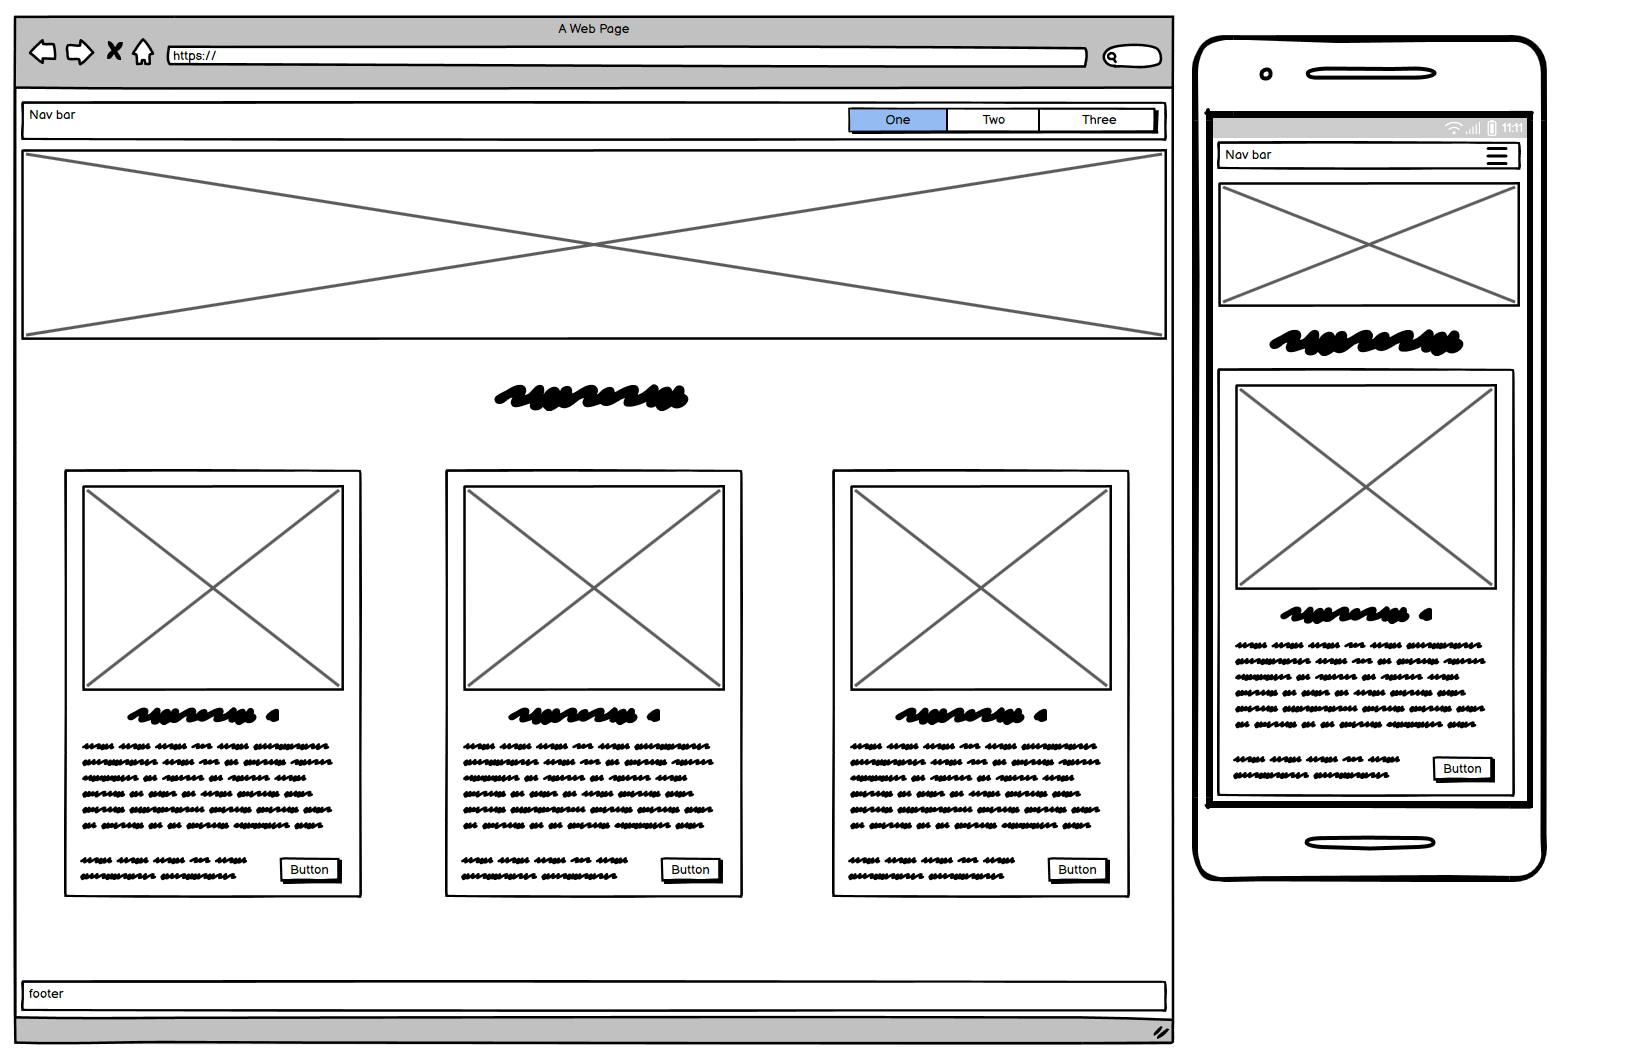 A Web Page
https://
Nav bar
One Two Three
Button
Button
Button
footer
11:11
Nav bar
Button